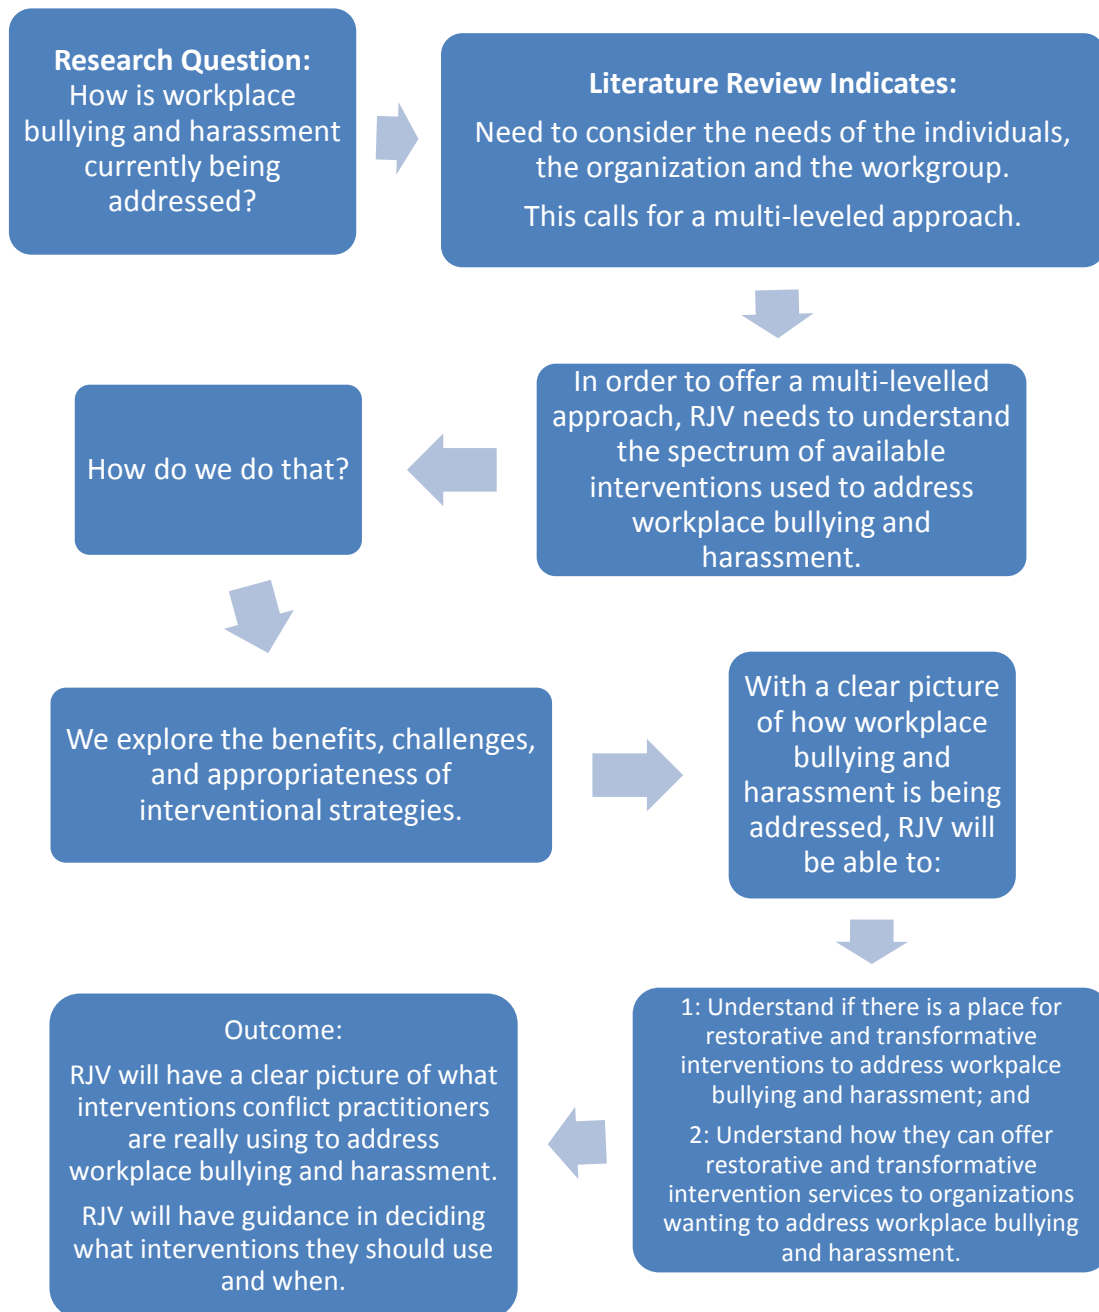 Research Question:
How is workplace
bullying and harassment
currently being
addressed?
Literature Review Indicates:
Need to consider the needs of the individuals,
the organization and the workgroup.
This calls for a multi-leveled approach.
In order to offer a multi-levelled
approach, RJV needs to understand
the spectrum of available
interventions used to address
workplace bullying and
harassment.
How do we do that?
We explore the benefits, challenges,
and appropriateness of
interventional strategies.
With a clear picture
of how workplace
bullying and
harassment is being
addressed, RJV will
be able to:
1: Understand if there is a place for
restorative and transformative
interventions to address workpalce
bullying and harassment; and
2: Understand how they can offer
restorative and transformative
intervention services to organizations
wanting to address workplace bullying
and harassment.
Outcome:
RJV will have a clear picture of what
interventions conflict practitioners
are really using to address
workplace bullying and harassment.
RJV will have guidance in deciding
what interventions they should use
and when.